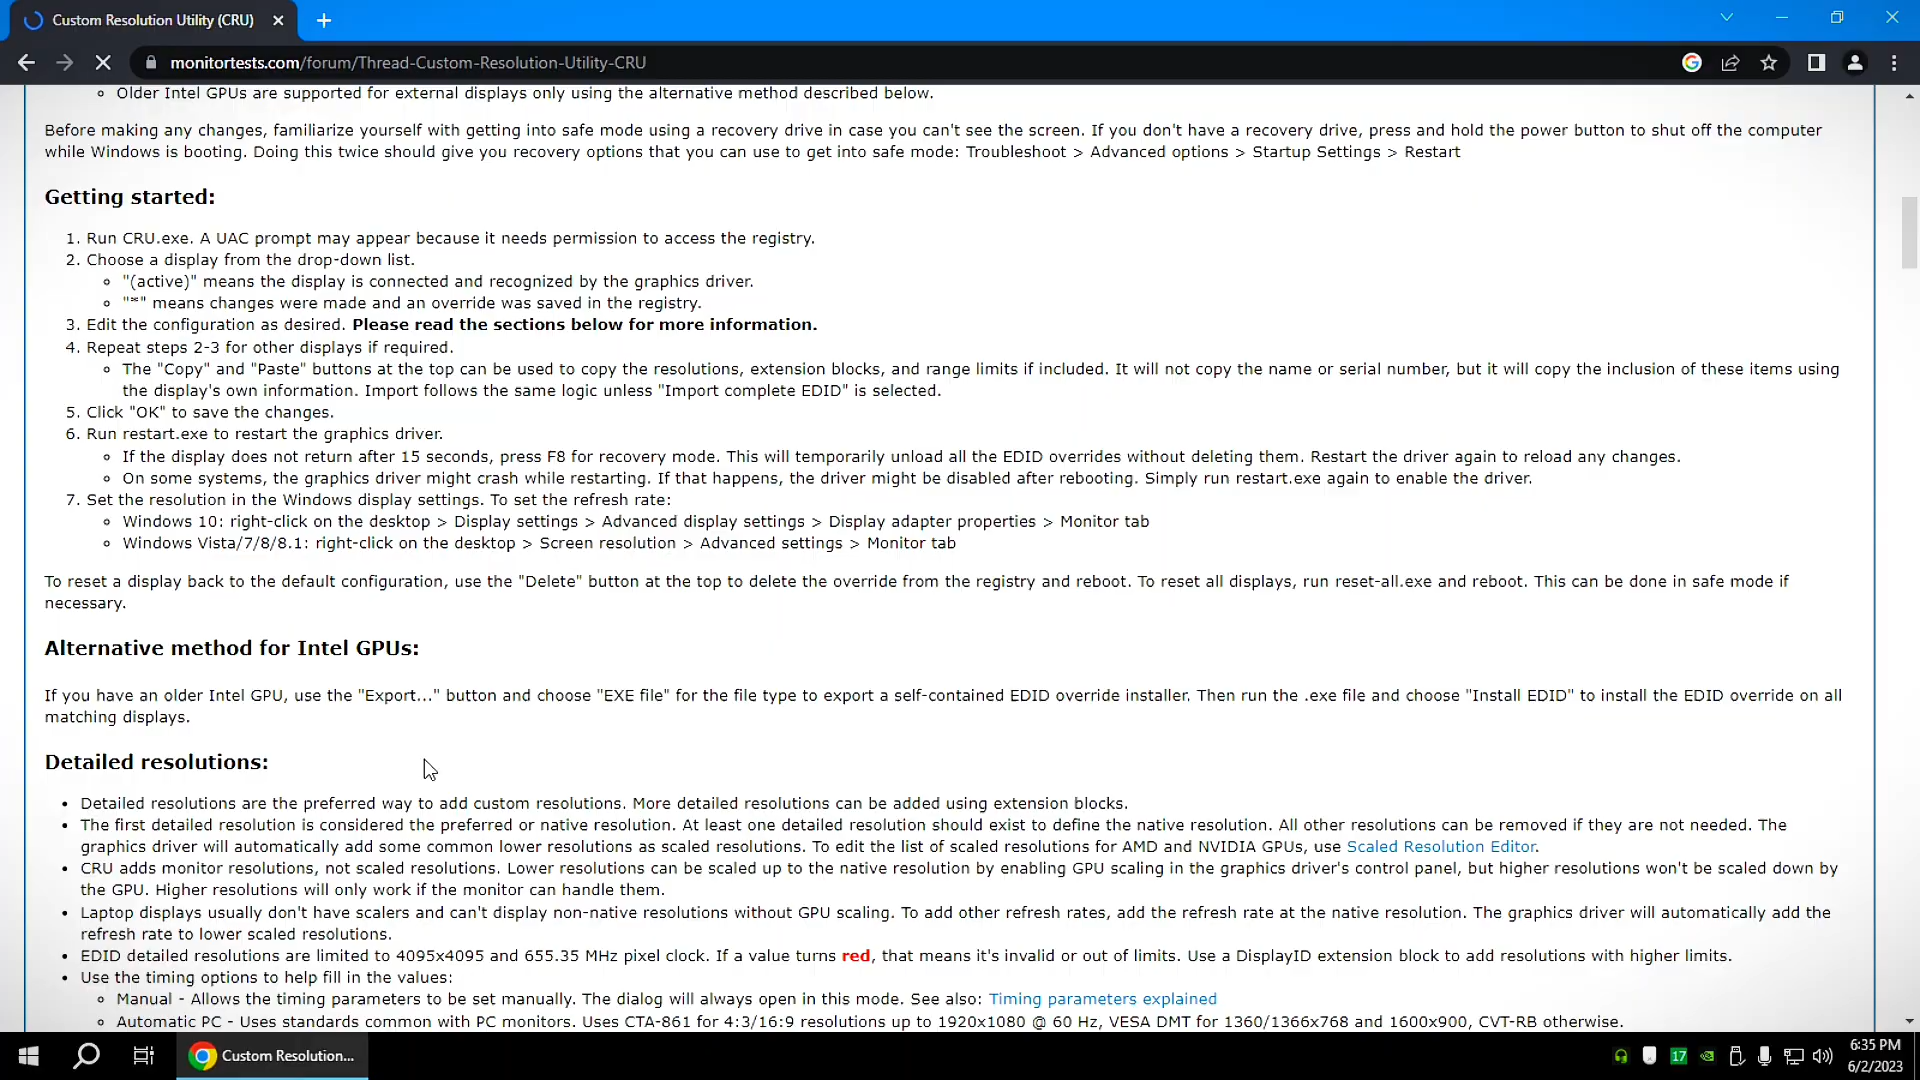 Custom Resolution Utility (CRU)
monitortests.com/forum/Thread-Custom-Resolution-Utility-CRU
Older Intel GPUs are supported for external displays only using the alternative method described below.
Before making any changes, familiarize yourself with getting into safe mode using a recovery drive in case you can't see the screen. If you don't have a recovery drive, press and hold the power button to shut off the computer
while Windows is booting. Doing this twice should give you recovery options that you can use to get into safe mode: Troubleshoot > Advanced options > Startup Settings > Restart
Getting started:
1. Run CRU.exe. A UAC prompt may appear because it needs permission to access the registry.
2. Choose a display from the drop-down list.
"(active)" means the display is connected and recognized by the graphics driver.
"*" means changes were made and an override was saved in the registry.
3. Edit the configuration as desired. Please read the sections below for more information.
4. Repeat steps 2-3 for other displays if required.
The "Copy" and "Paste" buttons at the top can be used to copy the resolutions, extension blocks, and range limits if included. It will not copy the name or serial number, but it will copy the inclusion of these items using
the display's own information. Import follows the same logic unless "Import complete EDID" is selected.
5. Click "OK" to save the changes.
6. Run restart.exe to restart the graphics driver.
If the display does not return after 15 seconds, press F8 for recovery mode. This will temporarily unload all the EDID overrides without deleting them. Restart the driver again to reload any changes.
On some systems, the graphics driver might crash while restarting. If that happens, the driver might be disabled after rebooting. Simply run restart.exe again to enable the driver.
7. Set the resolution in the Windows display settings. To set the refresh rate:
Windows 10: right-click on the desktop > Display settings > Advanced display settings > Display adapter properties > Monitor tab
Windows Vista/7/8/8.1: right-click on the desktop > Screen resolution > Advanced settings > Monitor tab
To reset a display back to the default configuration, use the "Delete" button at the top to delete the override from the registry and reboot. To reset all displays, run reset-all.exe and reboot. This can be done in safe mode if
necessary.
Alternative method for Intel GPUs:
If you have an older Intel GPU, use the "Export..." button and choose "EXE file" for the file type to export a self-contained EDID override installer. Then run the .exe file and choose "Install EDID" to install the EDID override on all
matching displays.
Detailed resolutions:
Detailed resolutions are the preferred way to add custom resolutions. More detailed resolutions can be added using extension blocks.
The first detailed resolution is considered the preferred or native resolution. At least one detailed resolution should exist to define the native resolution. All other resolutions can be removed if they are not needed. The
graphics driver will automatically add some common lower resolutions as scaled resolutions. To edit the list of scaled resolutions for AMD and NVIDIA GPUs, use Scaled Resolution Editor.
CRU adds monitor resolutions, not scaled resolutions. Lower resolutions can be scaled up to the native resolution by enabling GPU scaling in the graphics driver's control panel, but higher resolutions won't be scaled down by
the GPU. Higher resolutions will only work if the monitor can handle them.
Laptop displays usually don't have scalers and can't display non-native resolutions without GPU scaling. To add other refresh rates, add the refresh rate at the native resolution. The graphics driver will automatically add the
refresh rate to lower scaled resolutions.
EDID detailed resolutions are limited to 4095x4095 and 655.35 MHz pixel clock. If a value turns red, that means it's invalid or out of limits. Use a DisplayID extension block to add resolutions with higher limits.
Use the timing options to help fill in the values:
Manual - Allows the timing parameters to be set manually. The dialog will always open in this mode. See also: Timing parameters explained
Automatic PC - Uses standards common with PC monitors. Uses CTA-861 for 4:3/16:9 resolutions up to 1920x1080 @ 60 Hz, VESA DMT for 1360/1366x768 and 1600x900, CVT-RB otherwise.
Custom Resolution...
17
6:35 PM
6/2/2023